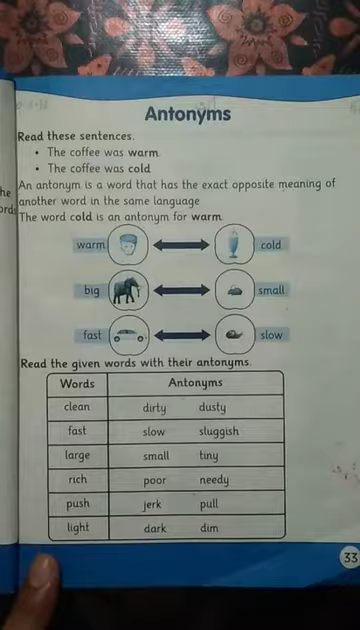 Antonyms
Read these sentences.
• The coffee was warm.
• The coffee was cold
An antonym is a word that has the exact opposite meaning of
another word in the same language
The word cold is an antonym for warm.
warm cold
big small
fast slow
Read the given words with their antonyms.
Words Antonyms
clean dirty dusty
fast slow sluggish
large small tiny
rich poor needy
push jerk pull
light dark dim
33